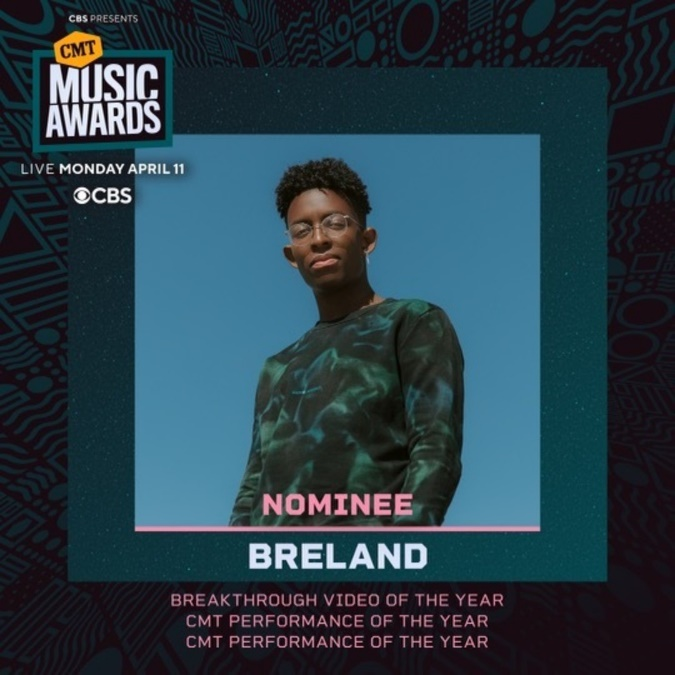 CBS PRESENTS
CMT
MUSIC
AWARDS
LIVE MONDAY APRIL 11
CBS
NOMINEE
BRELAND
BREAKTHROUGH VIDEO OF THE YEAR
CMT PERFORMANCE OF THE YEAR
CMT PERFORMANCE OF THE YEAR